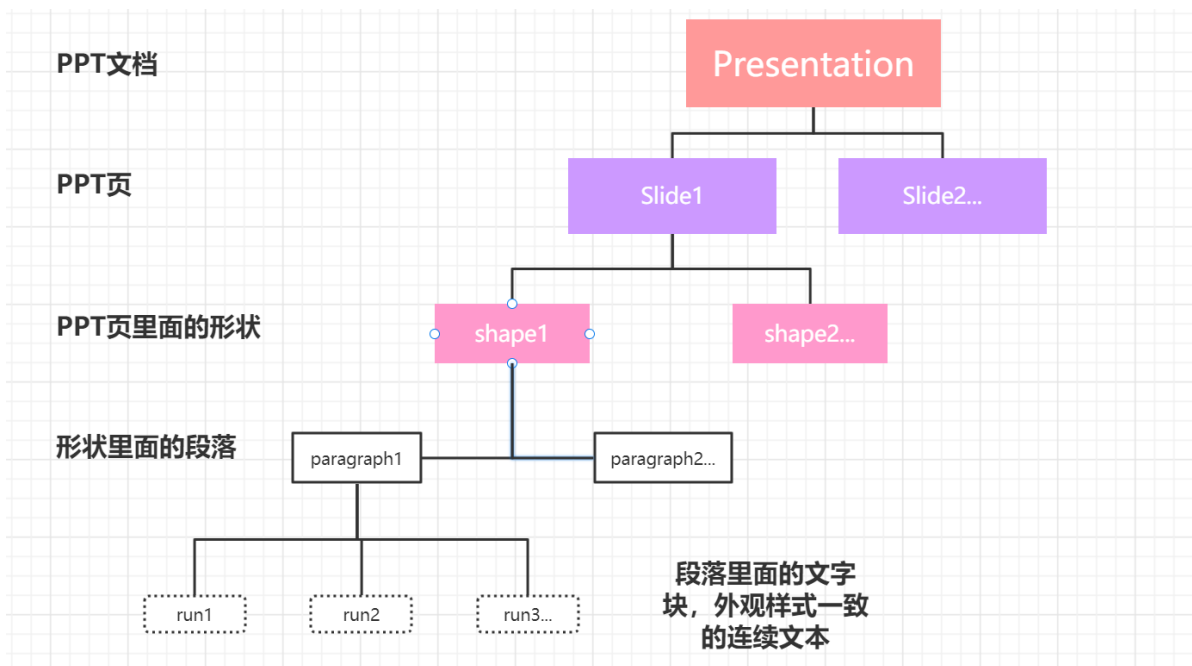 PPT文档
Presentation
PPT页
Slide1
Slide2...
PPT页里面的形状
shape1
shape2...
形状里面的段落
paragraph1
paragraph2...
run1
run2
run3...
段落里面的文字
块，外观样式一致
的连续文本